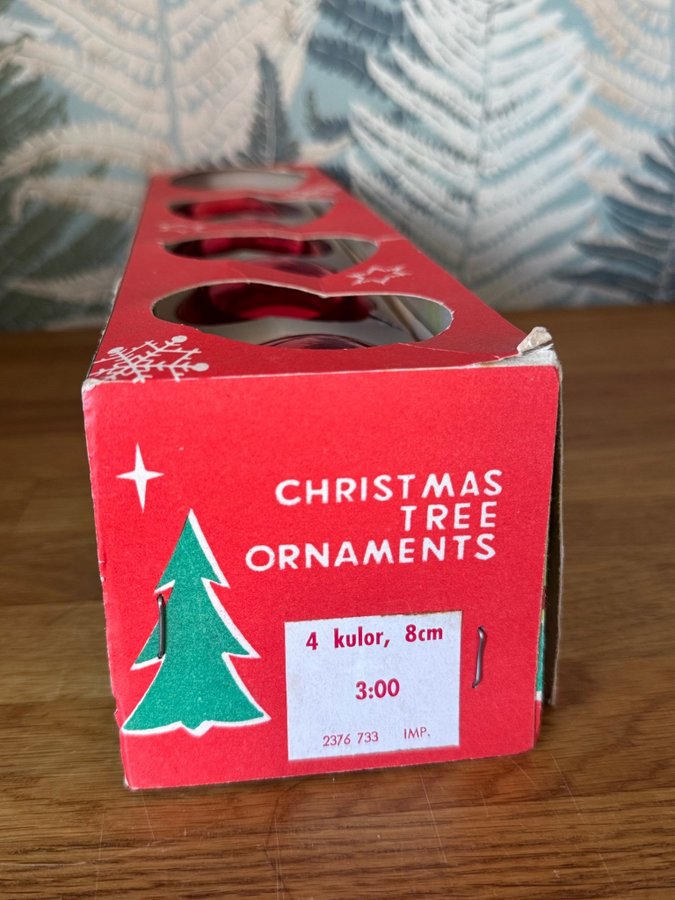 CHRISTMAS
TREE
ORNAMENTS
4 kulor, 8cm
3:00
2376 733 IMP.